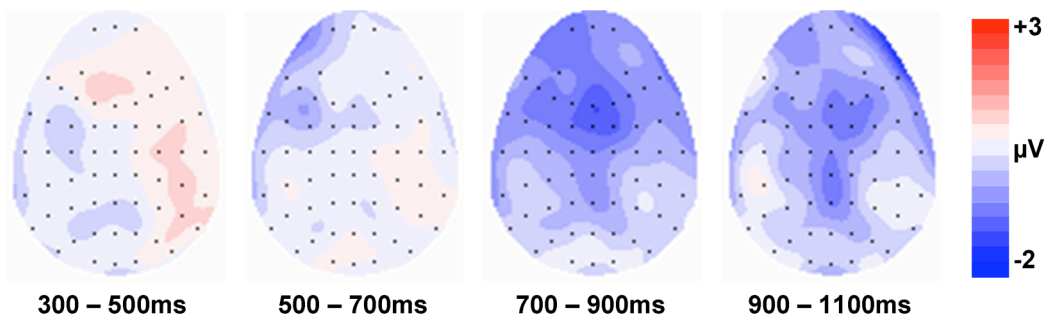 +3
µV
-2
300 – 500ms
500 – 700ms
700 – 900ms
900 – 1100ms